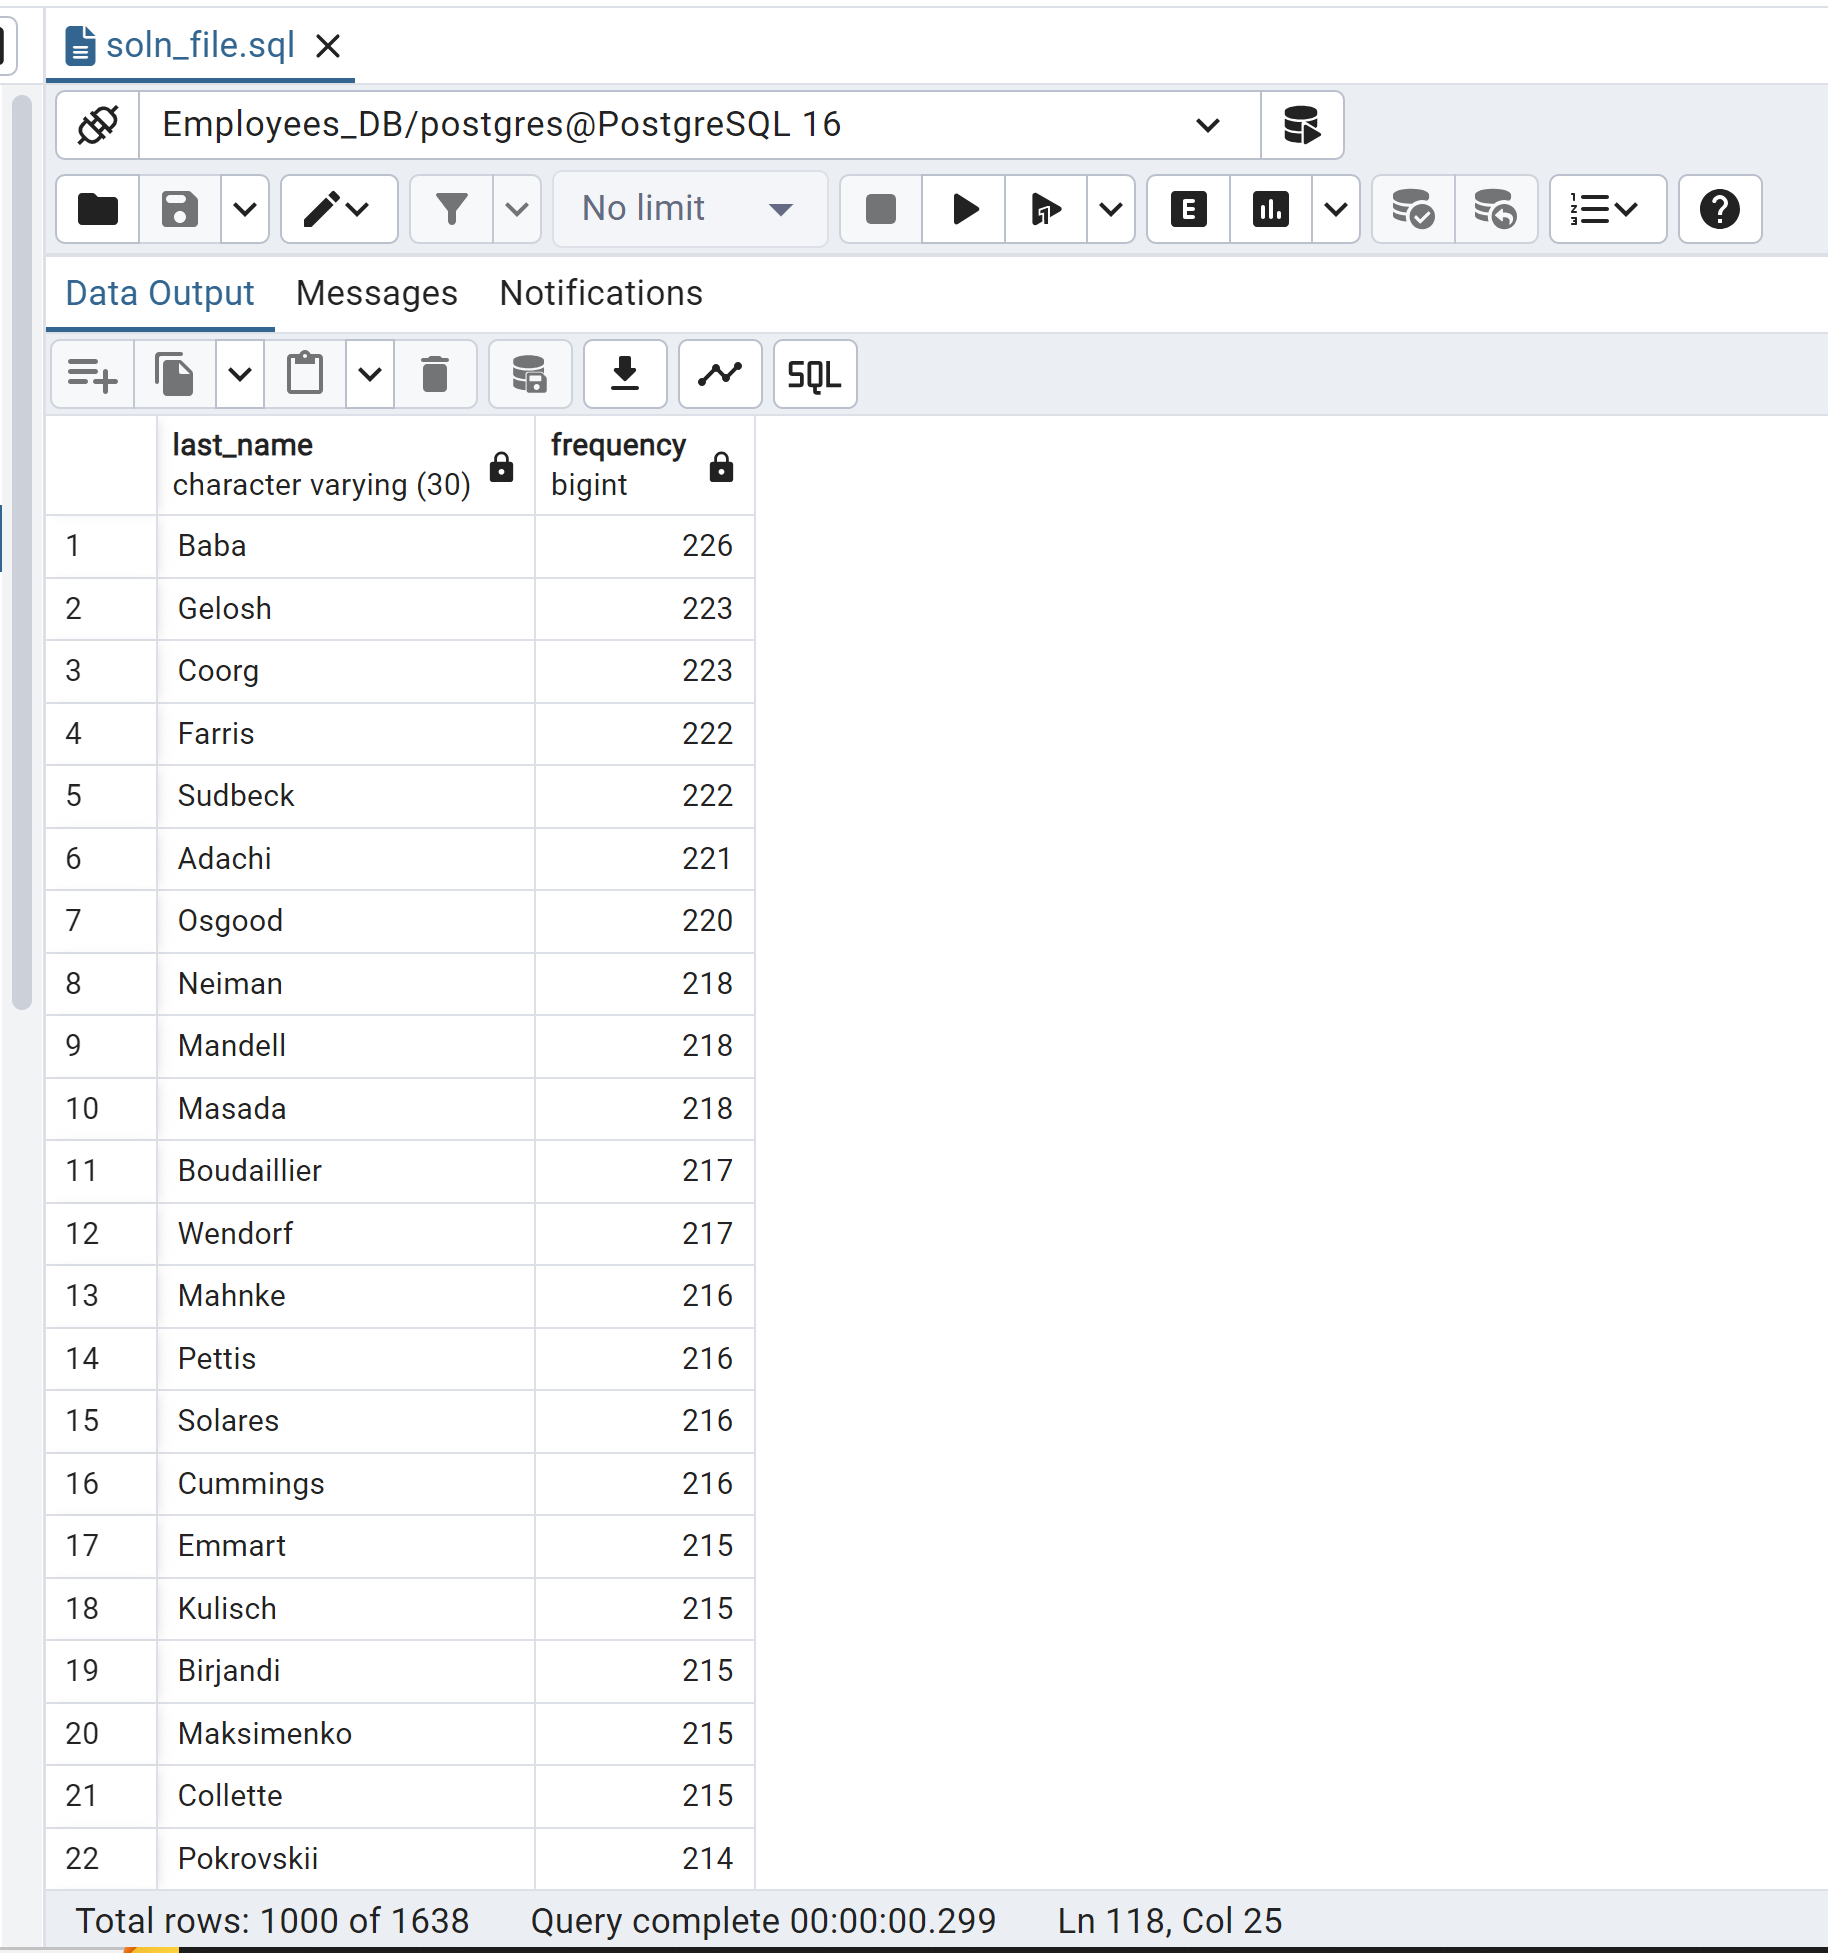 soln_file.sql
Employees_DB/postgres@PostgreSQL 16
No limit
Data Output Messages Notifications
SQL
last_name frequency
character varying (30) bigint
1 Baba 226
2 Gelosh 223
3 Coorg 223
4 Farris 222
5 Sudbeck 222
6 Adachi 221
7 Osgood 220
8 Neiman 218
9 Mandell 218
10 Masada 218
11 Boudaillier 217
12 Wendorf 217
13 Mahnke 216
14 Pettis 216
15 Solares 216
16 Cummings 216
17 Emmart 215
18 Kulisch 215
19 Birjandi 215
20 Maksimenko 215
21 Collette 215
22 Pokrovskii 214
Total rows: 1000 of 1638 Query complete 00:00:00.299 Ln 118, Col 25